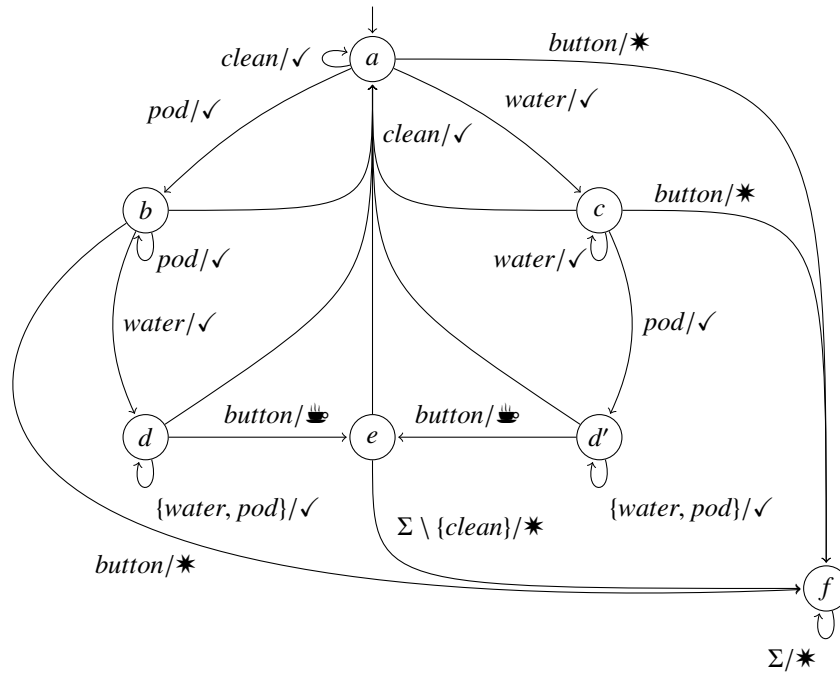 button/✷
clean/✓
a
water/✓
pod/✓
clean/✓
button/✷
b
c
pod/✓
water/✓
water/✓
pod/✓
button/☕
button/☕
d
e
d′
{water, pod}/✓
{water, pod}/✓
Σ \ {clean}/✷
button/✷
f
Σ/✷